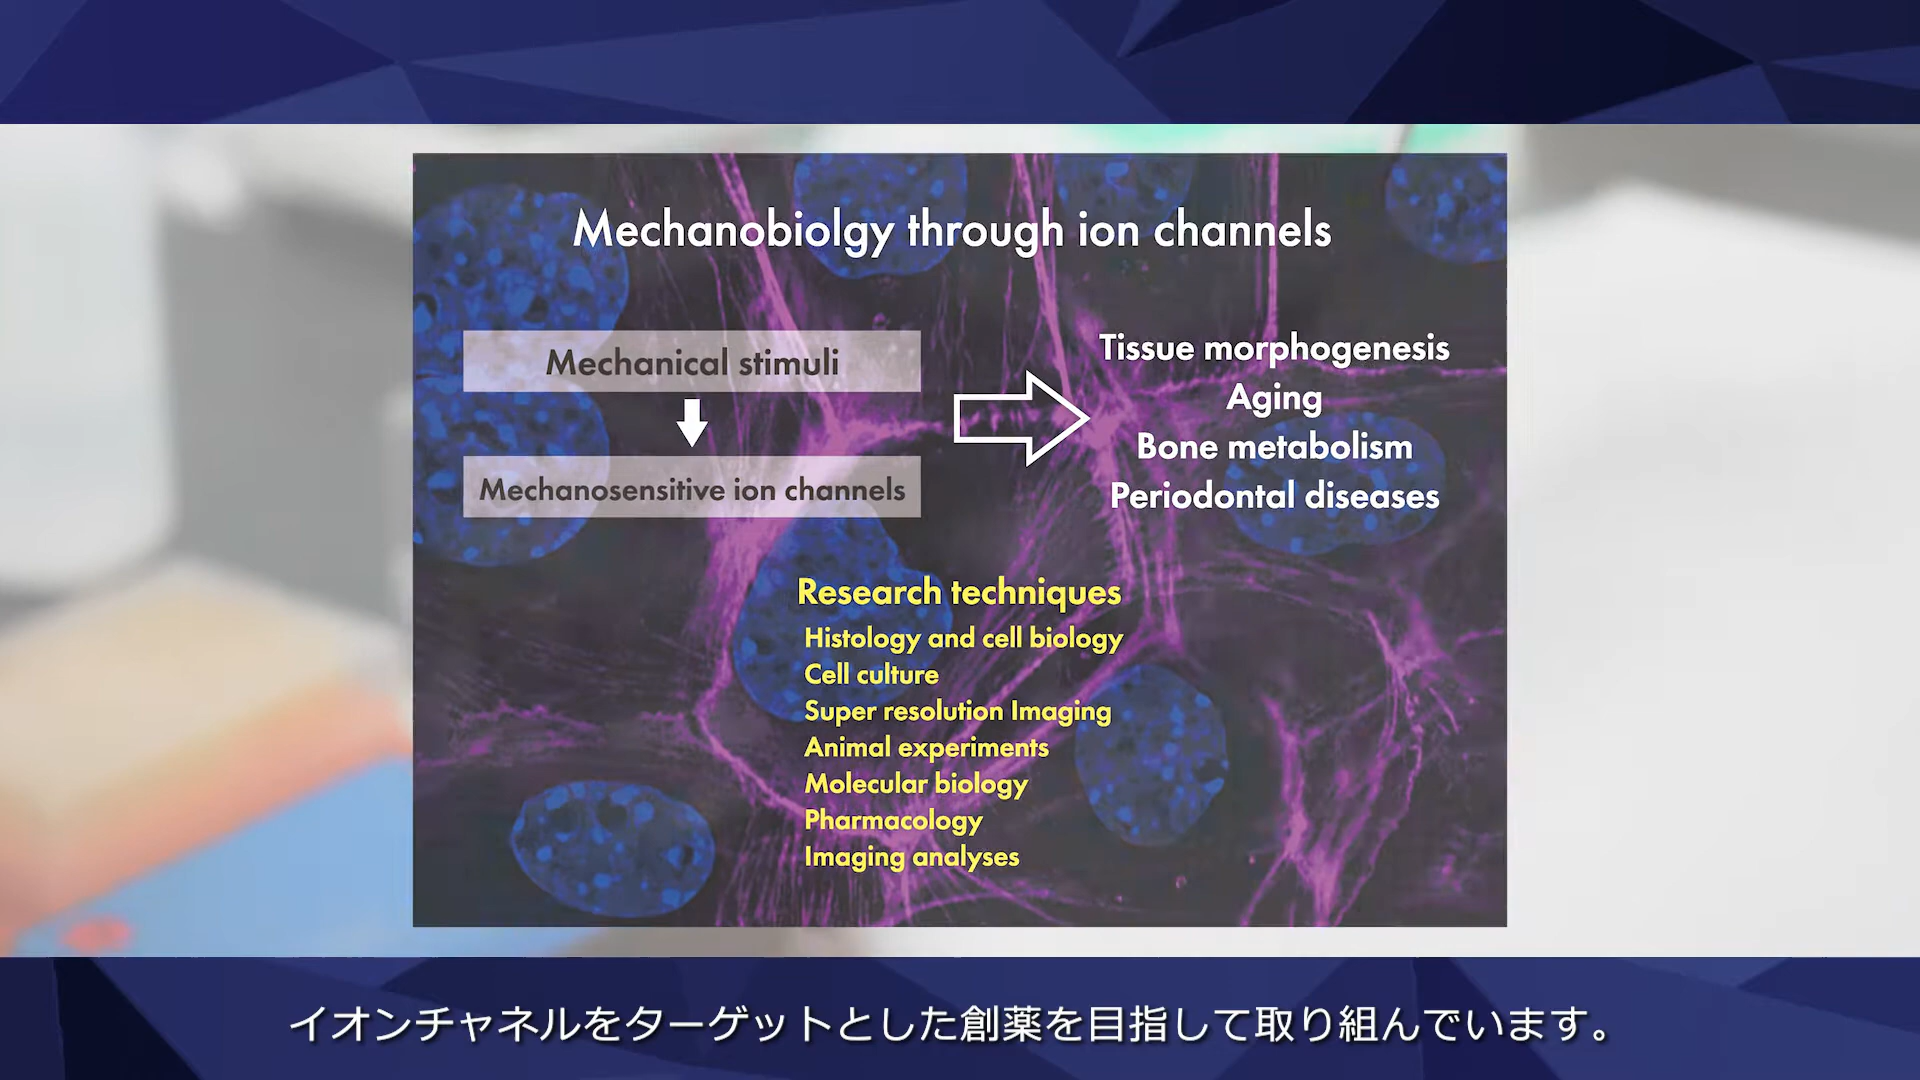 Mechanobiolgy through ion channels
Mechanical stimuli
Mechanosensitive ion channels
Tissue morphogenesis
Aging
Bone metabolism
Periodontal diseases
Research techniques
Histology and cell biology
Cell culture
Super resolution Imaging
Animal experiments
Molecular biology
Pharmacology
Imaging analyses
イオンチャネルをターゲットとした創薬を目指して取り組んでいます。